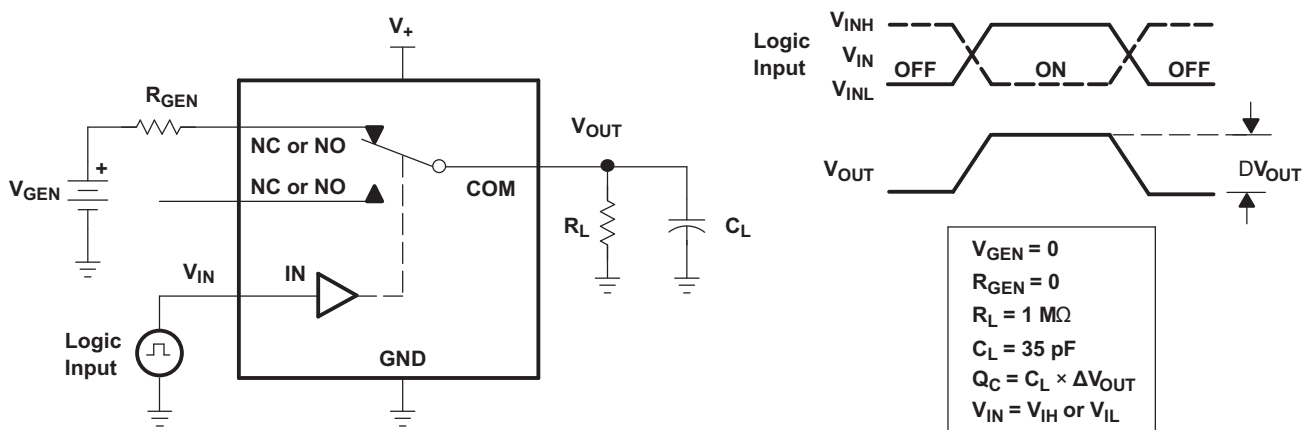 V+
RGEN
NC or NO
VOUT
VGEN
+
NC or NO
COM
RL
CL
VIN
IN
Logic
Input
GND
Logic
Input
VINH
VIN
VINL
OFF
ON
OFF
VOUT
DVOUT
VGEN = 0
RGEN = 0
RL = 1 MΩ
CL = 35 pF
QC = CL × ΔVOUT
VIN = VIH or VIL